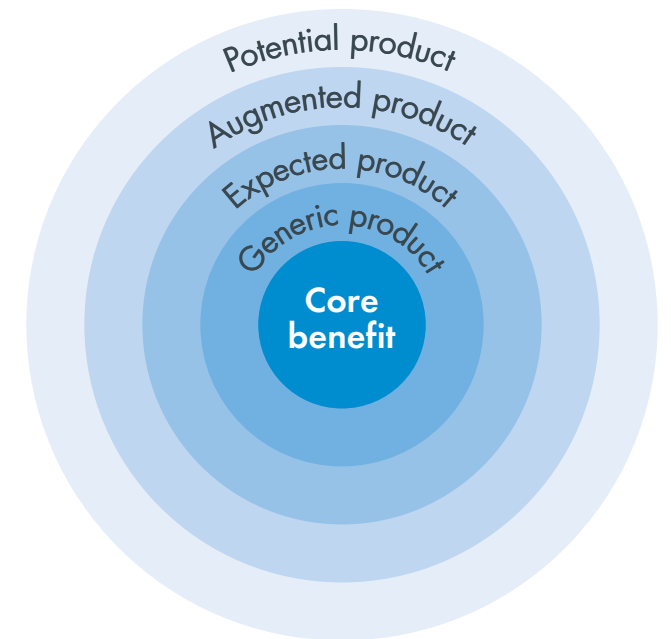 Potential product
Augmented product
Expected product
Generic product
Core
benefit